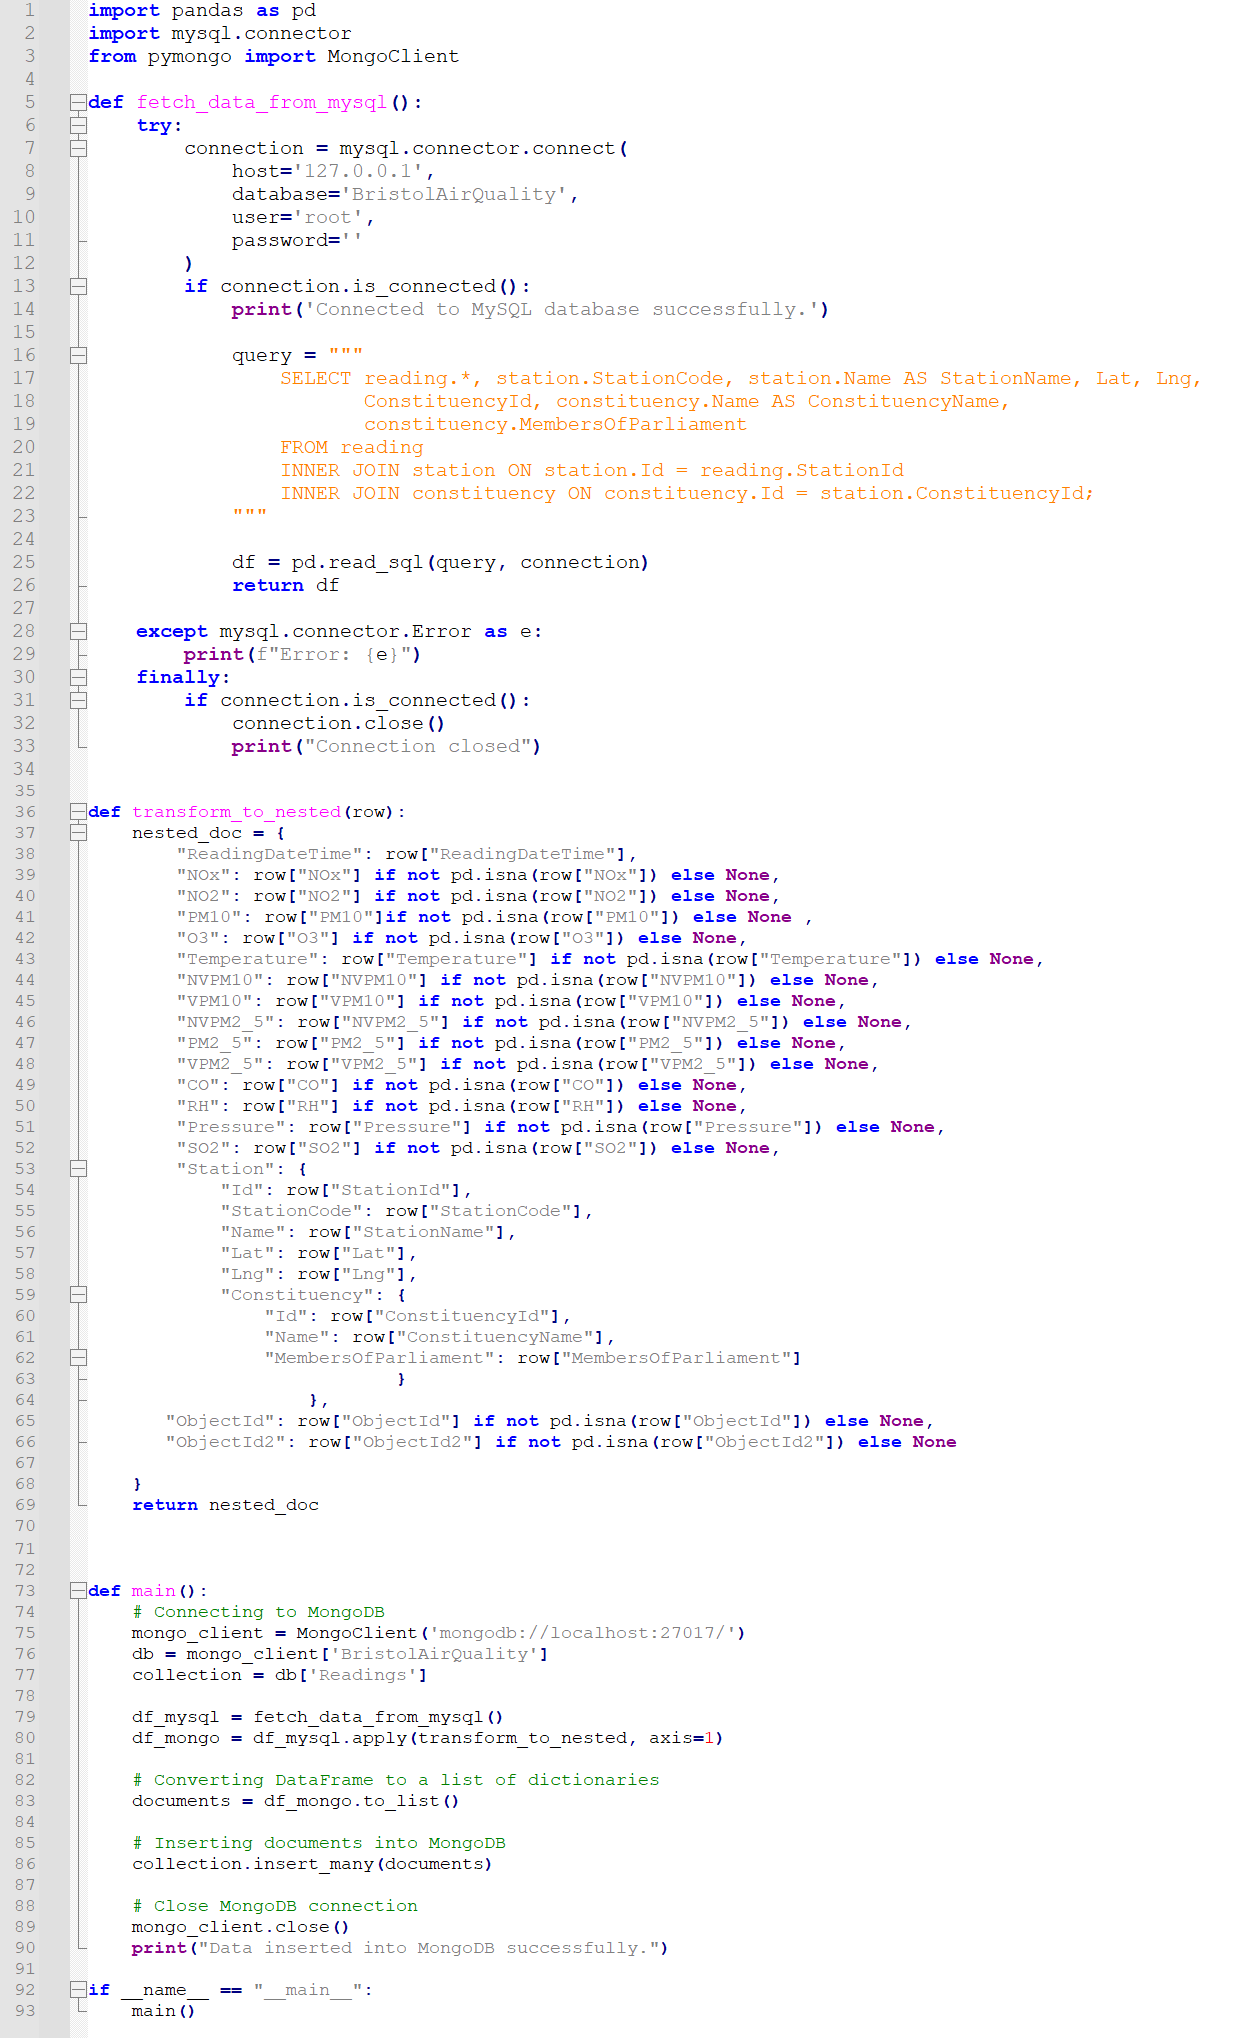 1 import pandas as pd
2 import mysql.connector
3 from pymongo import MongoClient
4
5 def fetch_data_from_mysql():
6     try:
7         connection = mysql.connector.connect(
8             host='127.0.0.1',
9             database='BristolAirQuality',
10             user='root',
11             password=''
12         )
13         if connection.is_connected():
14             print('Connected to MySQL database successfully.')
15
16             query = """
17                 SELECT reading.*, station.StationCode, station.Name AS StationName, Lat, Lng,
18                        ConstituencyId, constituency.Name AS ConstituencyName,
19                        constituency.MembersOfParliament
20                 FROM reading
21                 INNER JOIN station ON station.Id = reading.StationId
22                 INNER JOIN constituency ON constituency.Id = station.ConstituencyId;
23             """
24
25             df = pd.read_sql(query, connection)
26             return df
27
28     except mysql.connector.Error as e:
29         print(f"Error: {e}")
30     finally:
31         if connection.is_connected():
32             connection.close()
33             print("Connection closed")
34
35
36 def transform_to_nested(row):
37     nested_doc = {
38         "ReadingDateTime": row["ReadingDateTime"],
39         "NOx": row["NOx"] if not pd.isna(row["NOx"]) else None,
40         "NO2": row["NO2"] if not pd.isna(row["NO2"]) else None,
41         "PM10": row["PM10"]if not pd.isna(row["PM10"]) else None ,
42         "O3": row["O3"] if not pd.isna(row["O3"]) else None,
43         "Temperature": row["Temperature"] if not pd.isna(row["Temperature"]) else None,
44         "NVPM10": row["NVPM10"] if not pd.isna(row["NVPM10"]) else None,
45         "VPM10": row["VPM10"] if not pd.isna(row["VPM10"]) else None,
46         "NVPM2_5": row["NVPM2_5"] if not pd.isna(row["NVPM2_5"]) else None,
47         "PM2_5": row["PM2_5"] if not pd.isna(row["PM2_5"]) else None,
48         "VPM2_5": row["VPM2_5"] if not pd.isna(row["VPM2_5"]) else None,
49         "CO": row["CO"] if not pd.isna(row["CO"]) else None,
50         "RH": row["RH"] if not pd.isna(row["RH"]) else None,
51         "Pressure": row["Pressure"] if not pd.isna(row["Pressure"]) else None,
52         "SO2": row["SO2"] if not pd.isna(row["SO2"]) else None,
53         "Station": {
54             "Id": row["StationId"],
55             "StationCode": row["StationCode"],
56             "Name": row["StationName"],
57             "Lat": row["Lat"],
58             "Lng": row["Lng"],
59             "Constituency": {
60                 "Id": row["ConstituencyId"],
61                 "Name": row["ConstituencyName"],
62                 "MembersOfParliament": row["MembersOfParliament"]
63                             }
64                     },
65        "ObjectId": row["ObjectId"] if not pd.isna(row["ObjectId"]) else None,
66        "ObjectId2": row["ObjectId2"] if not pd.isna(row["ObjectId2"]) else None
67
68     }
69     return nested_doc
70
71
72
73 def main():
74     # Connecting to MongoDB
75     mongo_client = MongoClient('mongodb://localhost:27017/')
76     db = mongo_client['BristolAirQuality']
77     collection = db['Readings']
78
79     df_mysql = fetch_data_from_mysql()
80     df_mongo = df_mysql.apply(transform_to_nested, axis=1)
81
82     # Converting DataFrame to a list of dictionaries
83     documents = df_mongo.to_list()
84
85     # Inserting documents into MongoDB
86     collection.insert_many(documents)
87
88     # Close MongoDB connection
89     mongo_client.close()
90     print("Data inserted into MongoDB successfully.")
91
92 if __name__ == "__main__":
93     main()